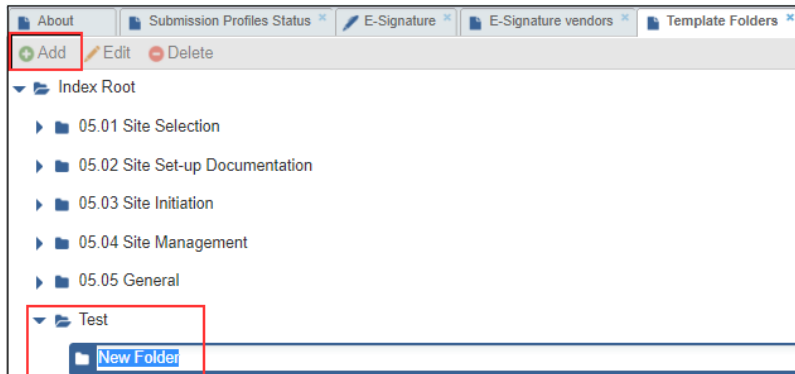 About Submission Profiles Status × E-Signature × E-Signature vendors × Template Folders ×
Add Edit Delete
Index Root
05.01 Site Selection
05.02 Site Set-up Documentation
05.03 Site Initiation
05.04 Site Management
05.05 General
Test
New Folder